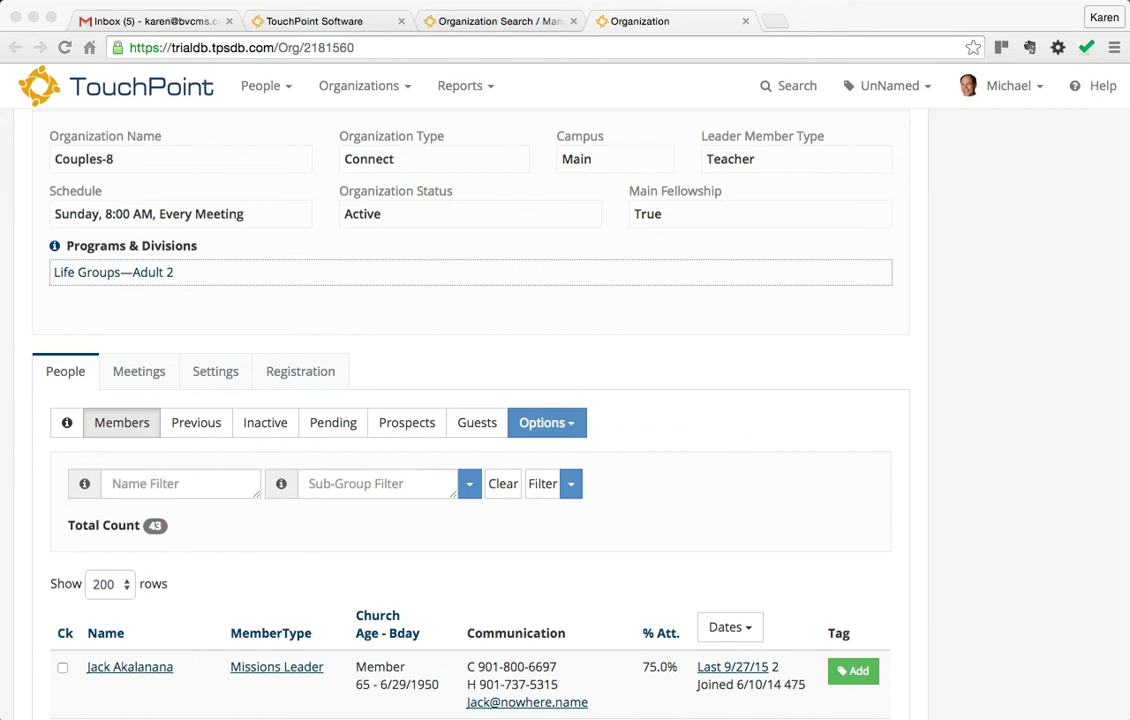 Inbox (5) - karen@bvcms.c
TouchPoint Software
Organization Search / Man
Organization
Karen
https://trialdb.tpsdb.com/Org/2181560
TouchPoint
People
Organizations
Reports
Search
UnNamed
Michael
Help
Organization Name
Organization Type
Campus
Leader Member Type
Couples-8
Connect
Main
Teacher
Schedule
Organization Status
Main Fellowship
Sunday, 8:00 AM, Every Meeting
Active
True
Programs & Divisions
Life Groups—Adult 2
People
Meetings
Settings
Registration
Members
Previous
Inactive
Pending
Prospects
Guests
Options
Name Filter
Sub-Group Filter
Clear
Filter
Total Count 43
Show 200 rows
Ck
Name
MemberType
Church
Age - Bday
Communication
% Att.
Dates
Tag
Jack Akalanana
Missions Leader
Member
65 - 6/29/1950
C 901-800-6697
H 901-737-5315
Jack@nowhere.name
75.0%
Last 9/27/15 2
Joined 6/10/14 475
Add